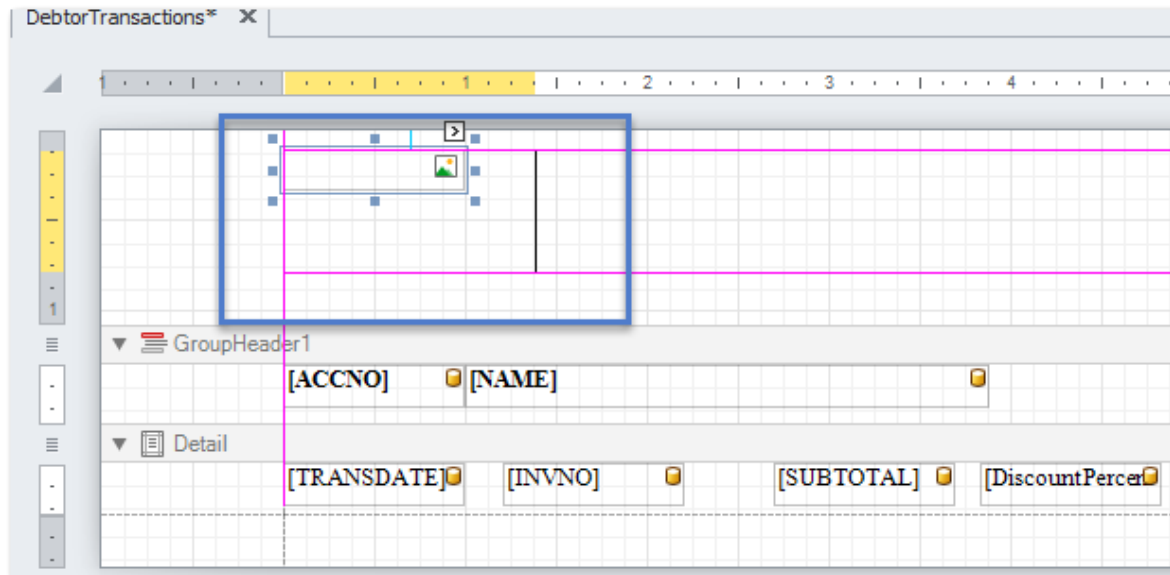 DebtorTransactions* X
1 1 2 3 4
1
GroupHeader1
[ACCNO] [NAME]
Detail
[TRANSDATE] [INVNO] [SUBTOTAL] [DiscountPercen